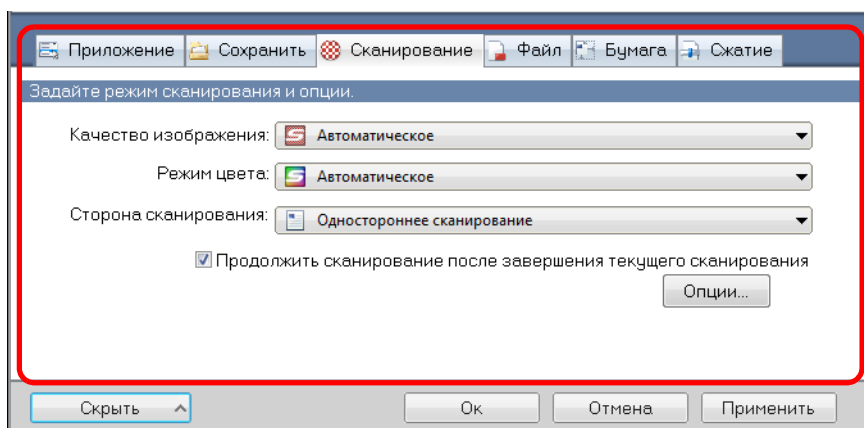 Приложение Сохранить Сканирование Файл Бумага Сжатие
Задайте режим сканирования и опции.
Качество изображения: Автоматическое
Режим цвета: Автоматическое
Сторона сканирования: Одностороннее сканирование
Продолжить сканирование после завершения текущего сканирования
Опции...
Скрыть Ок Отмена Применить